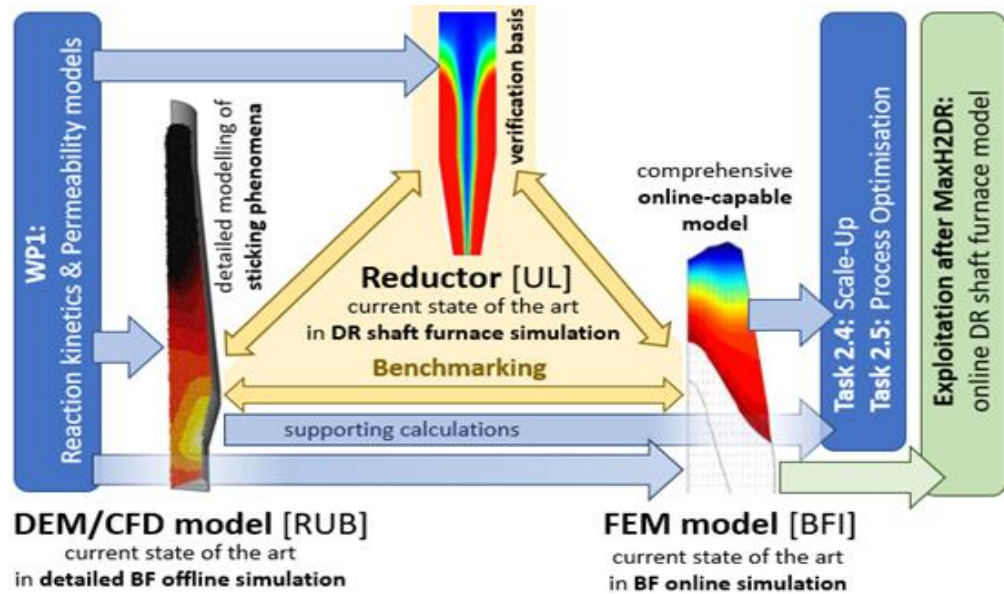 WP1:
Reaction kinetics & Permeability models
detailed modelling of
sticking phenomena
verification basis
comprehensive
online-capable
model
Reductor [UL]
current state of the art
in DR shaft furnace simulation
Benchmarking
supporting calculations
DEM/CFD model [RUB]
current state of the art
in detailed BF offline simulation
FEM model [BFI]
current state of the art
in BF online simulation
Task 2.4: Scale-Up
Task 2.5: Process Optimisation
Exploitation after MaxH2DR:
online DR shaft furnace model